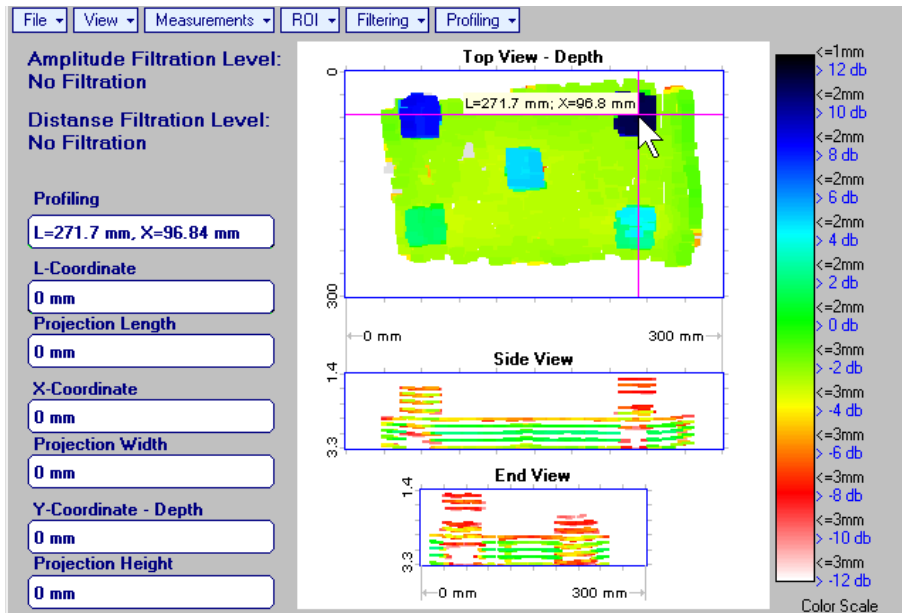 File View Measurements ROI Filtering Profiling
Amplitude Filtration Level:
No Filtration
Distanse Filtration Level:
No Filtration
Profiling
L=271.7 mm, X=96.84 mm
L-Coordinate
0 mm
Projection Length
0 mm
X-Coordinate
0 mm
Projection Width
0 mm
Y-Coordinate - Depth
0 mm
Projection Height
0 mm
Top View - Depth
0
L=271.7 mm; X=96.8 mm
300
0 mm 300 mm
Side View
1.4
3.3
End View
1.4
3.3
0 mm 300 mm
<=1mm
> 12 db
<=2mm
> 10 db
<=2mm
> 8 db
<=2mm
> 6 db
<=2mm
> 4 db
<=2mm
> 2 db
<=2mm
> 0 db
<=3mm
> -2 db
<=3mm
> -4 db
<=3mm
> -6 db
<=3mm
> -8 db
<=3mm
> -10 db
<=3mm
> -12 db
Color Scale